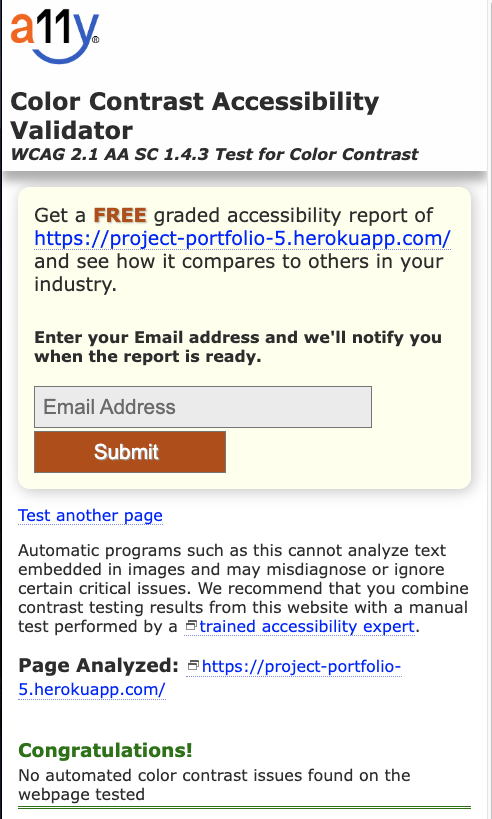 a11y®
Color Contrast Accessibility
Validator
WCAG 2.1 AA SC 1.4.3 Test for Color Contrast
Get a FREE graded accessibility report of
https://project-portfolio-5.herokuapp.com/
and see how it compares to others in your
industry.
Enter your Email address and we'll notify you
when the report is ready.
Email Address
Submit
Test another page
Automatic programs such as this cannot analyze text
embedded in images and may misdiagnose or ignore
certain critical issues. We recommend that you combine
contrast testing results from this website with a manual
test performed by a trained accessibility expert.
Page Analyzed: https://project-portfolio-
5.herokuapp.com/
Congratulations!
No automated color contrast issues found on the
webpage tested